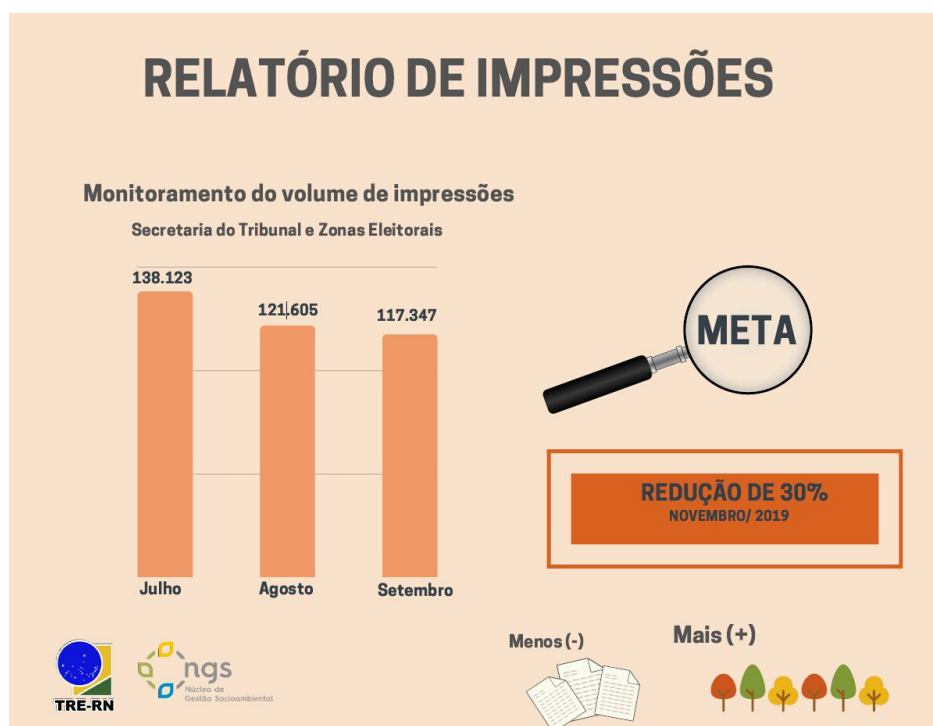 RELATÓRIO DE IMPRESSÕES
Monitoramento do volume de impressões
Secretaria do Tribunal e Zonas Eleitorais
138.123
121.605
117.347
Julho
Agosto
Setembro
META
REDUÇÃO DE 30%
NOVEMBRO/ 2019
Menos (-)
Mais (+)
TRE-RN
ngs
Núcleo de
Gestão Socioambiental